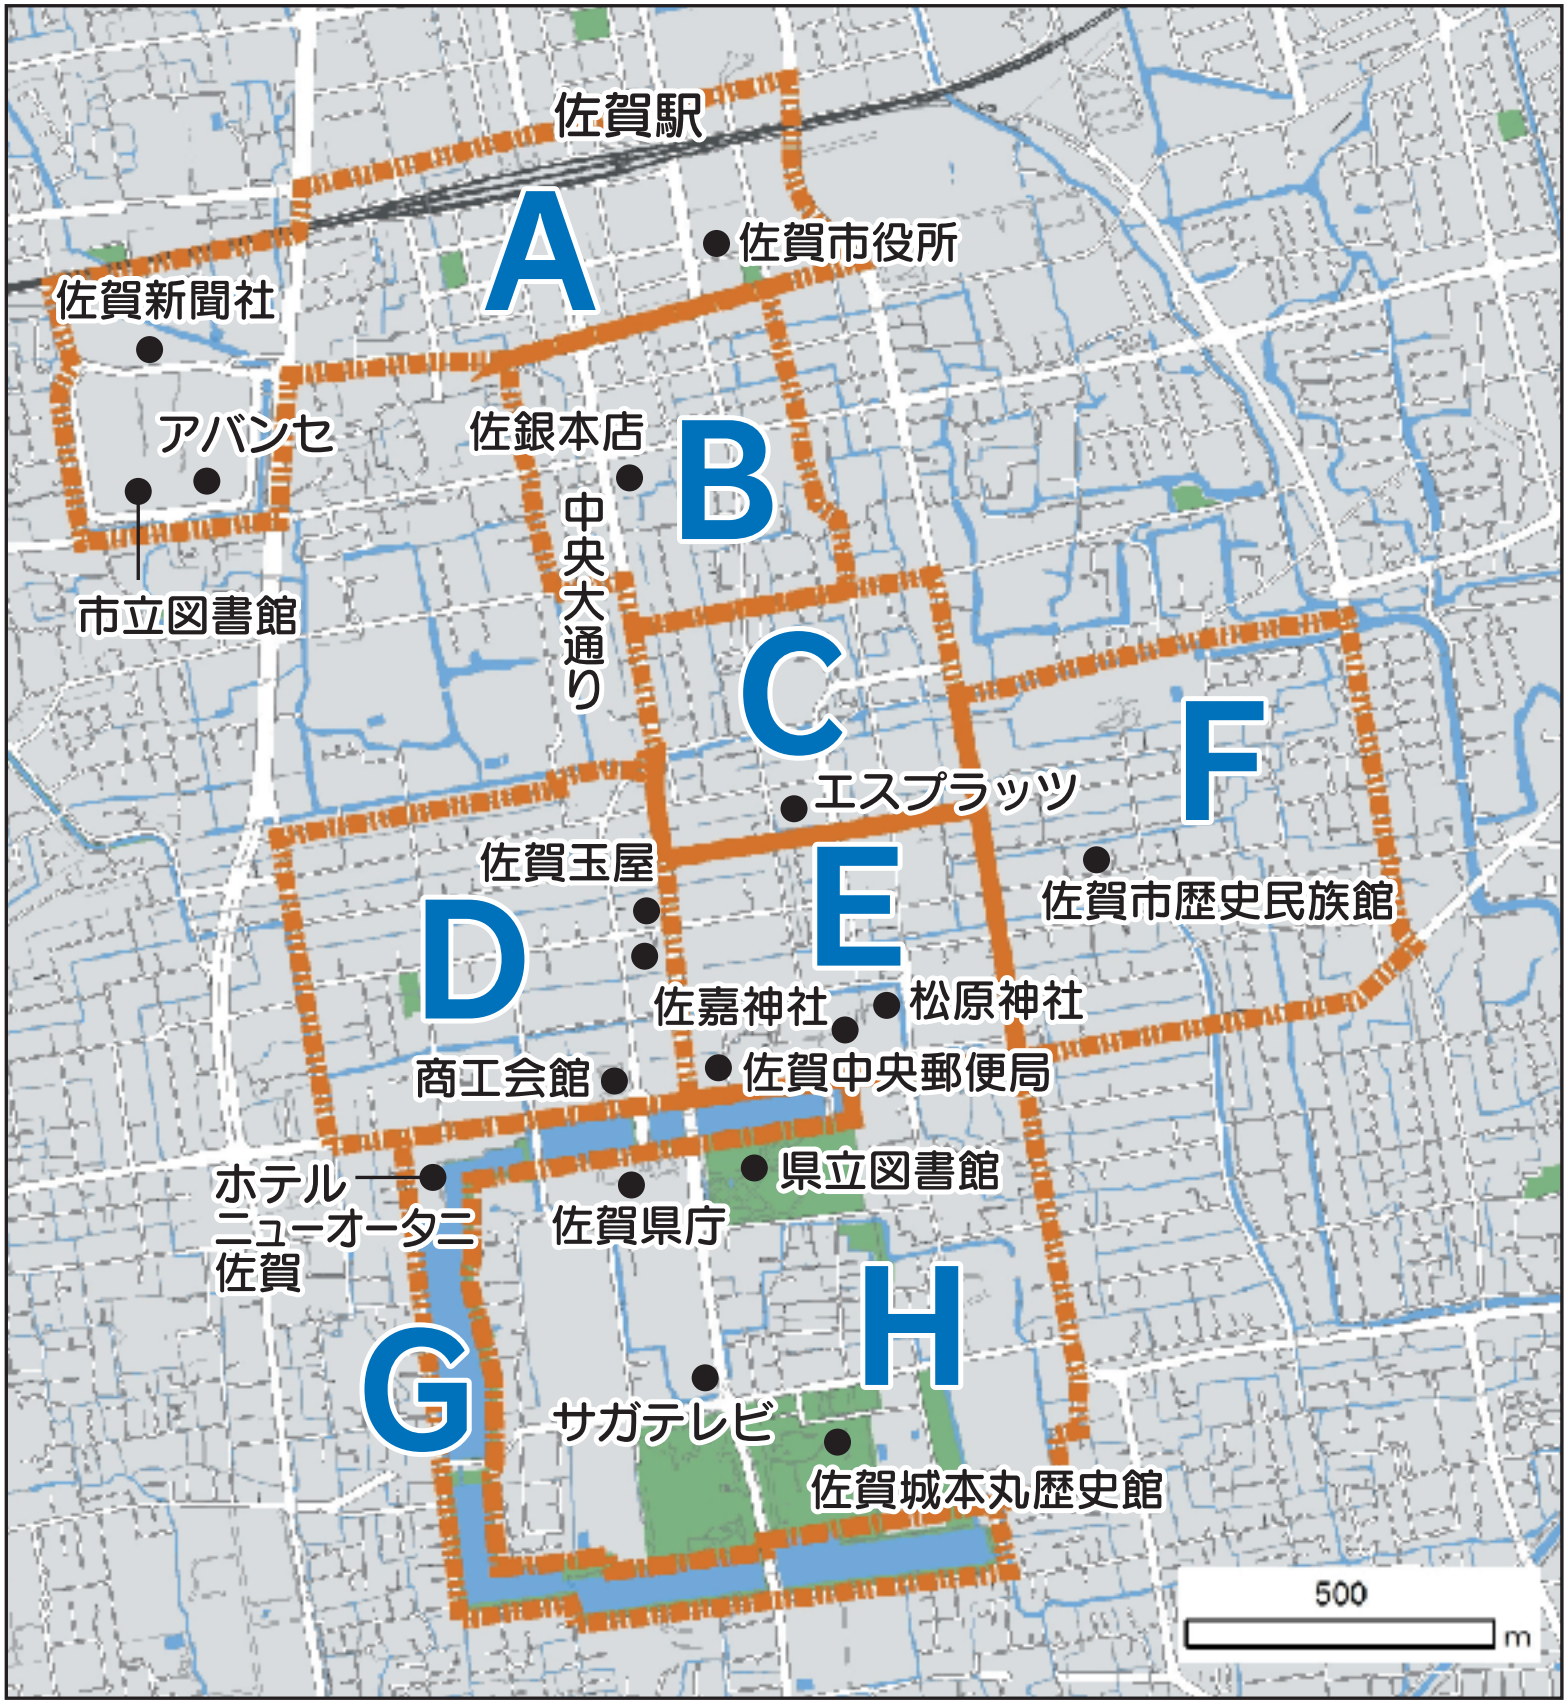 佐賀駅
A
佐賀市役所
佐賀新聞社
アバンセ
市立図書館
佐銀本店
B
中央大通り
C
エスプラッツ
F
佐賀玉屋
佐賀市歴史民族館
D
E
佐嘉神社
松原神社
商工会館
佐賀中央郵便局
ホテル
ニューオータニ
佐賀
県立図書館
佐賀県庁
G
H
サガテレビ
佐賀城本丸歴史館
500
m